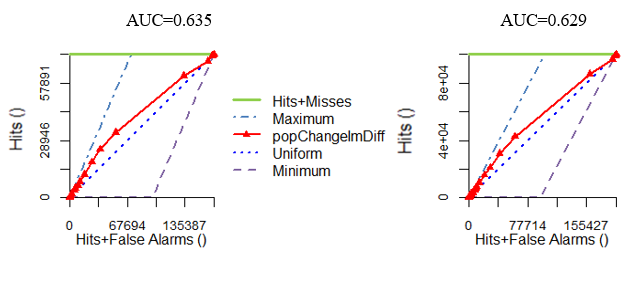 AUC=0.635
AUC=0.629
Hits ()
0
28946
57891
0
67694
135387
Hits+False Alarms ()
Hits+Misses
Maximum
popChangeImDiff
Uniform
Minimum
Hits ()
0
4e+04
8e+04
0
77714
155427
Hits+False Alarms ()